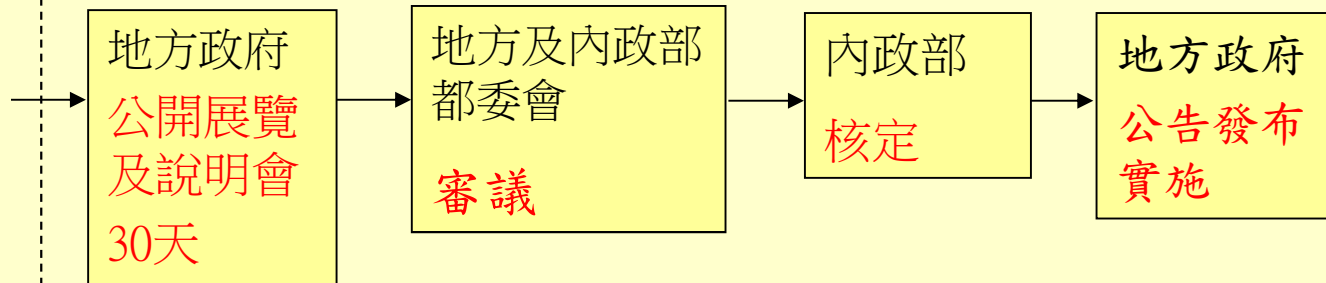 地方政府
公開展覽
及說明會
30天
地方及內政部
都委會
審議
內政部
核定
地方政府
公告發布
實施